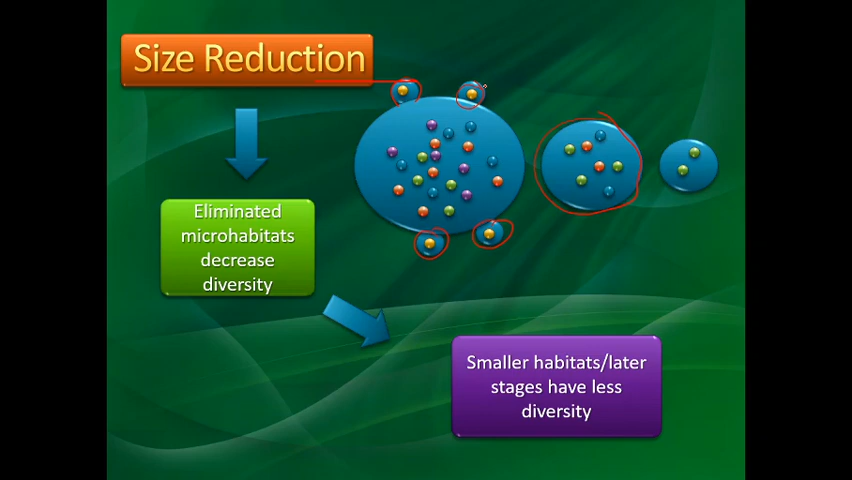 Size Reduction
Eliminated
microhabitats
decrease
diversity
Smaller habitats/later
stages have less
diversity